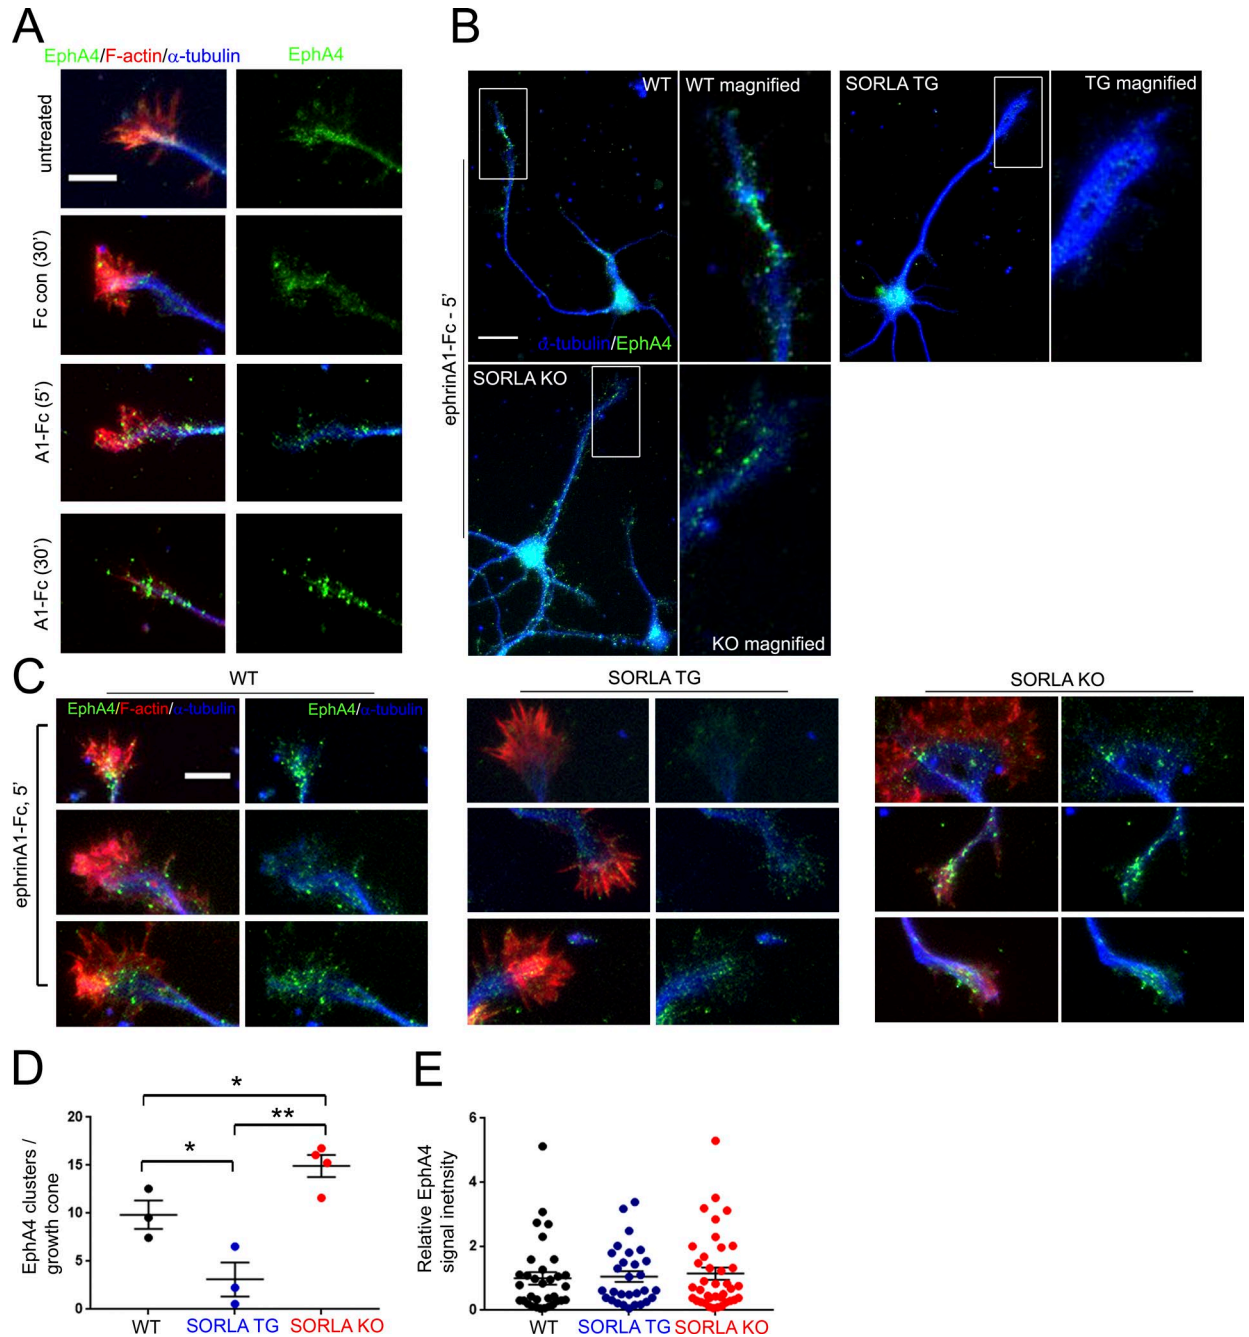 A
EphA4/F-actin/α-tubulin
EphA4
untreated
Fc con (30’)
A1-Fc (5’)
A1-Fc (30’)
B
ephrinA1-Fc - 5’
WT
WT magnified
SORLA TG
TG magnified
α-tubulin/EphA4
SORLA KO
KO magnified
C
WT
SORLA TG
SORLA KO
EphA4/F-actin/α-tubulin
EphA4/α-tubulin
ephrinA1-Fc, 5’
D
EphA4 clusters /
growth cone
20
15
10
5
0
*
**
*
WT
SORLA TG
SORLA KO
E
Relative EphA4
signal inetnsity
6
4
2
0
WT
SORLA TG
SORLA KO